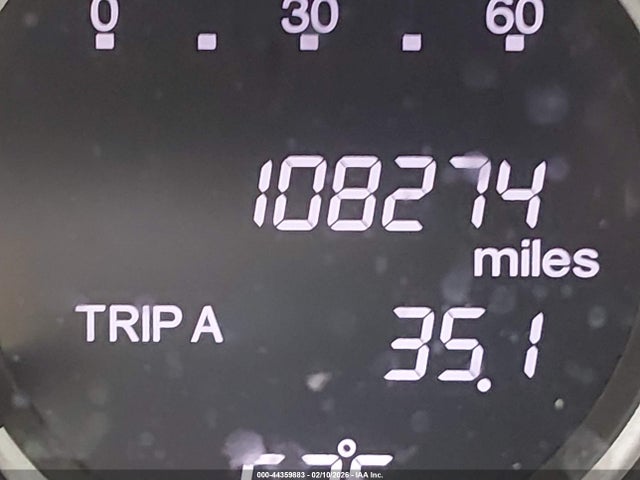 0 30 60
108274
miles
TRIP A 35.1
000-44359883 - 02/10/2026 - IAA Inc.